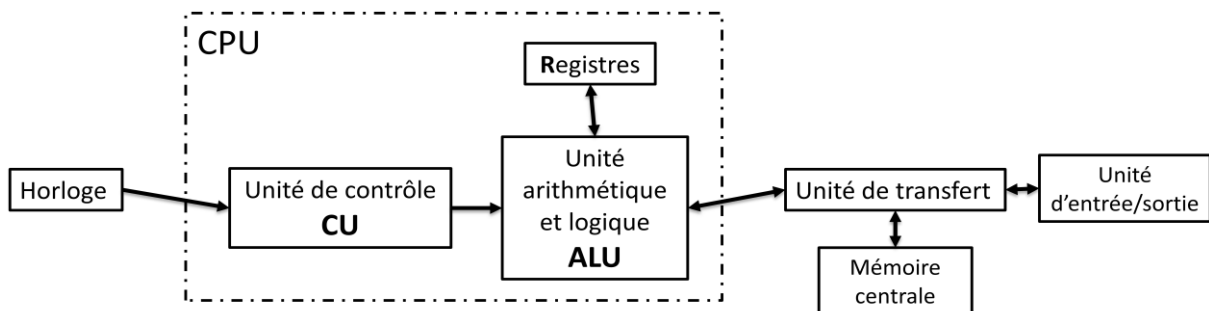 CPU
Registres
Horloge
Unité de contrôle
CU
Unité
arithmétique
et logique
ALU
Unité de transfert
Unité
d'entrée/sortie
Mémoire
centrale